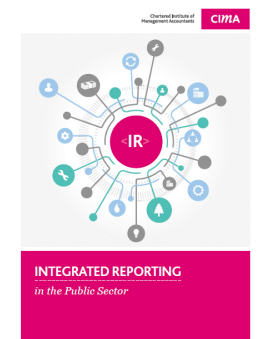 Chartered Institute of
Management Accountants
CIMA
<IR>
INTEGRATED REPORTING
in the Public Sector